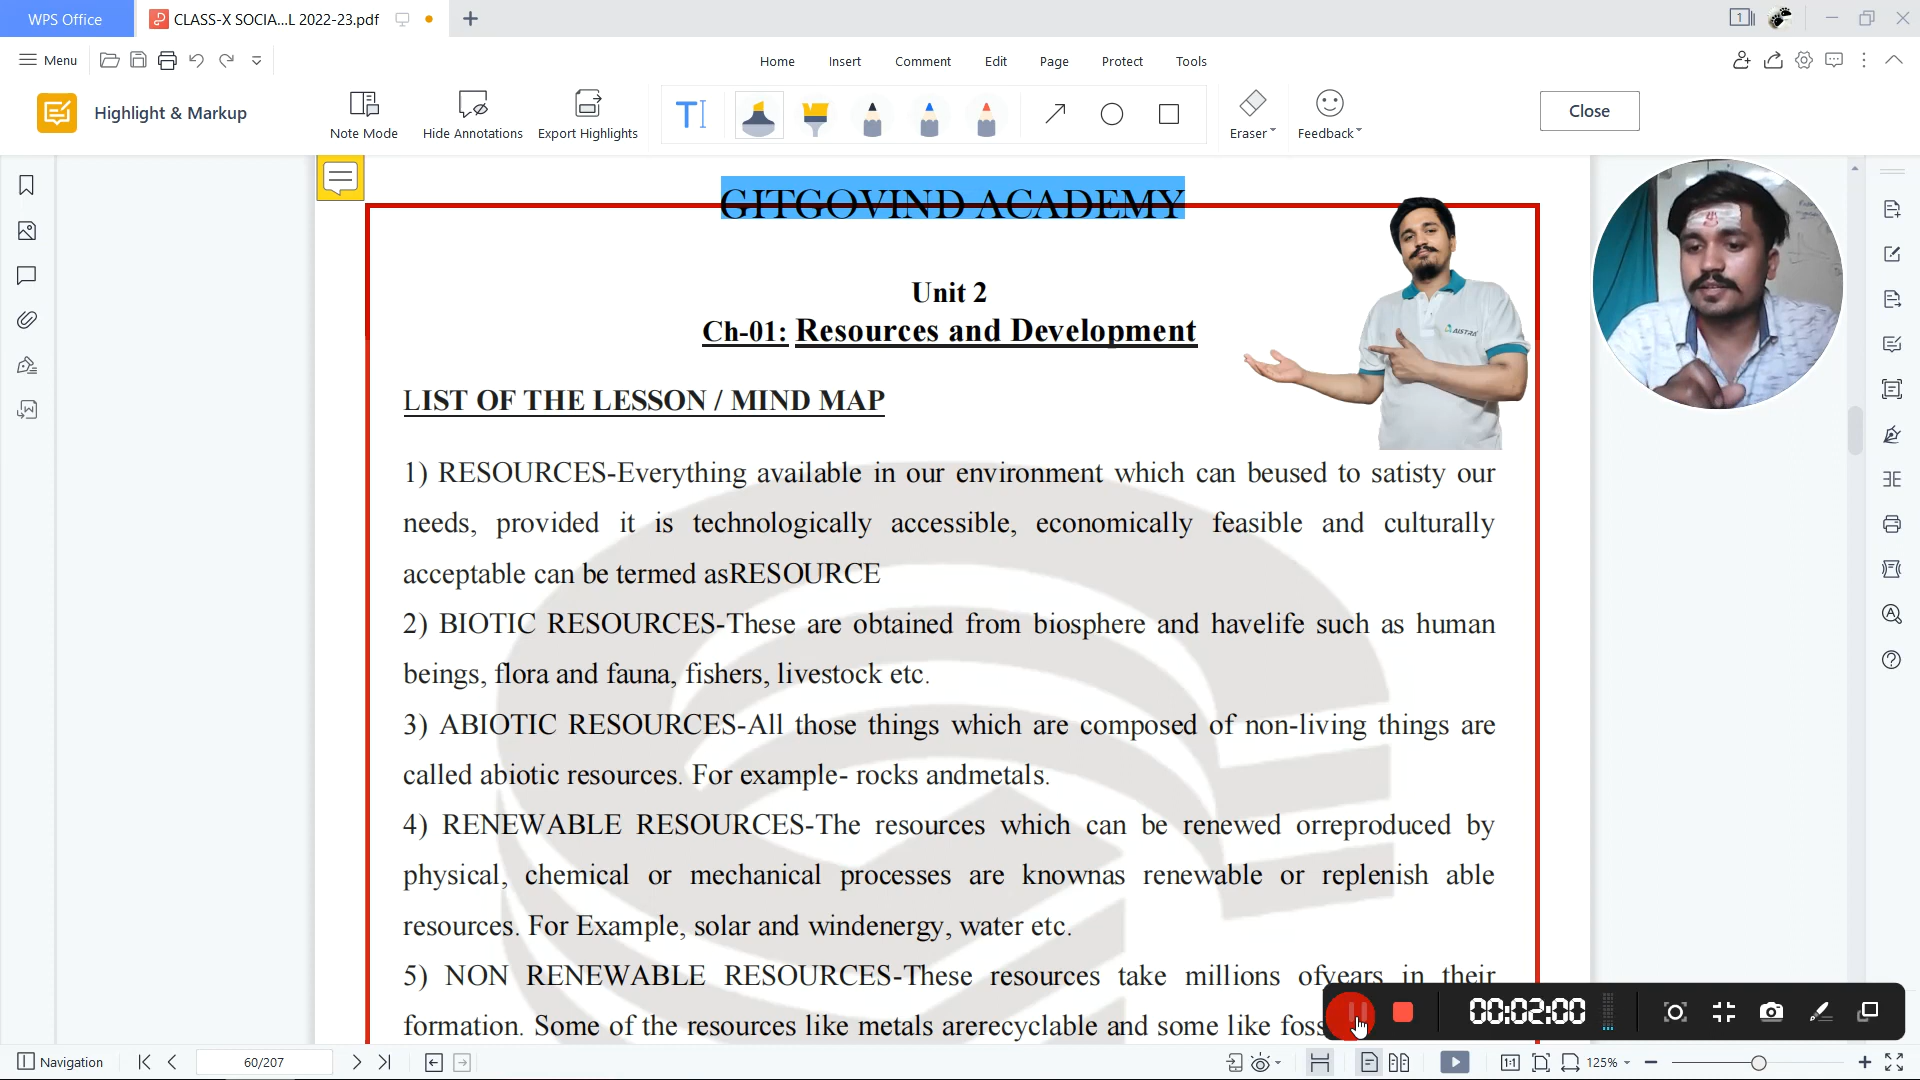 WPS Office
CLASS-X SOCIA...L 2022-23.pdf
1
Menu
Home Insert Comment Edit Page Protect Tools
Highlight & Markup
Note Mode
Hide Annotations
Export Highlights
Eraser
Feedback
Close
GITGOVIND ACADEMY
Unit 2
Ch-01: Resources and Development
AISTRA
LIST OF THE LESSON / MIND MAP
1) RESOURCES-Everything available in our environment which can beused to satisty our
needs, provided it is technologically accessible, economically feasible and culturally
acceptable can be termed asRESOURCE
2) BIOTIC RESOURCES-These are obtained from biosphere and havelife such as human
beings, flora and fauna, fishers, livestock etc.
3) ABIOTIC RESOURCES-All those things which are composed of non-living things are
called abiotic resources. For example- rocks andmetals.
4) RENEWABLE RESOURCES-The resources which can be renewed orreproduced by
physical, chemical or mechanical processes are knownas renewable or replenish able
resources. For Example, solar and windenergy, water etc.
5) NON RENEWABLE RESOURCES-These resources take millions ofyears in their
formation. Some of the resources like metals arerecyclable and some like foss
00:02:00
Navigation
60/207
1:1
125%